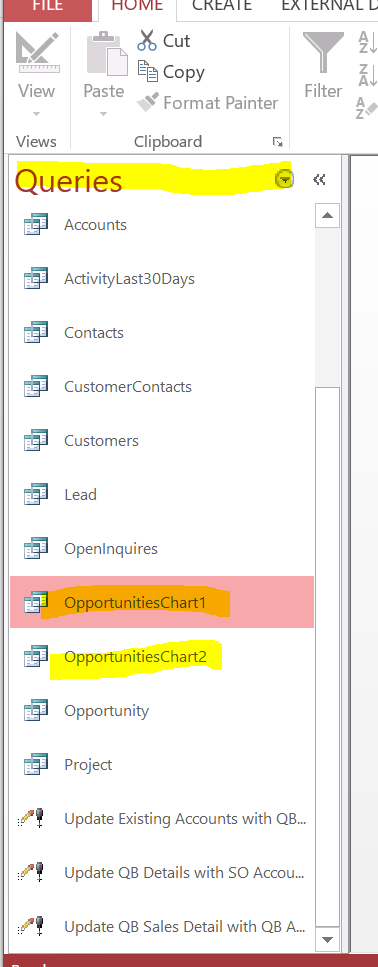 FILE HOME CREATE EXTERNAL D
View
Paste
Cut
Copy
Format Painter
Filter
Views
Clipboard
Queries
Accounts
ActivityLast30Days
Contacts
CustomerContacts
Customers
Lead
OpenInquires
OpportunitiesChart1
OpportunitiesChart2
Opportunity
Project
Update Existing Accounts with QB...
Update QB Details with SO Accou...
Update QB Sales Detail with QB A...